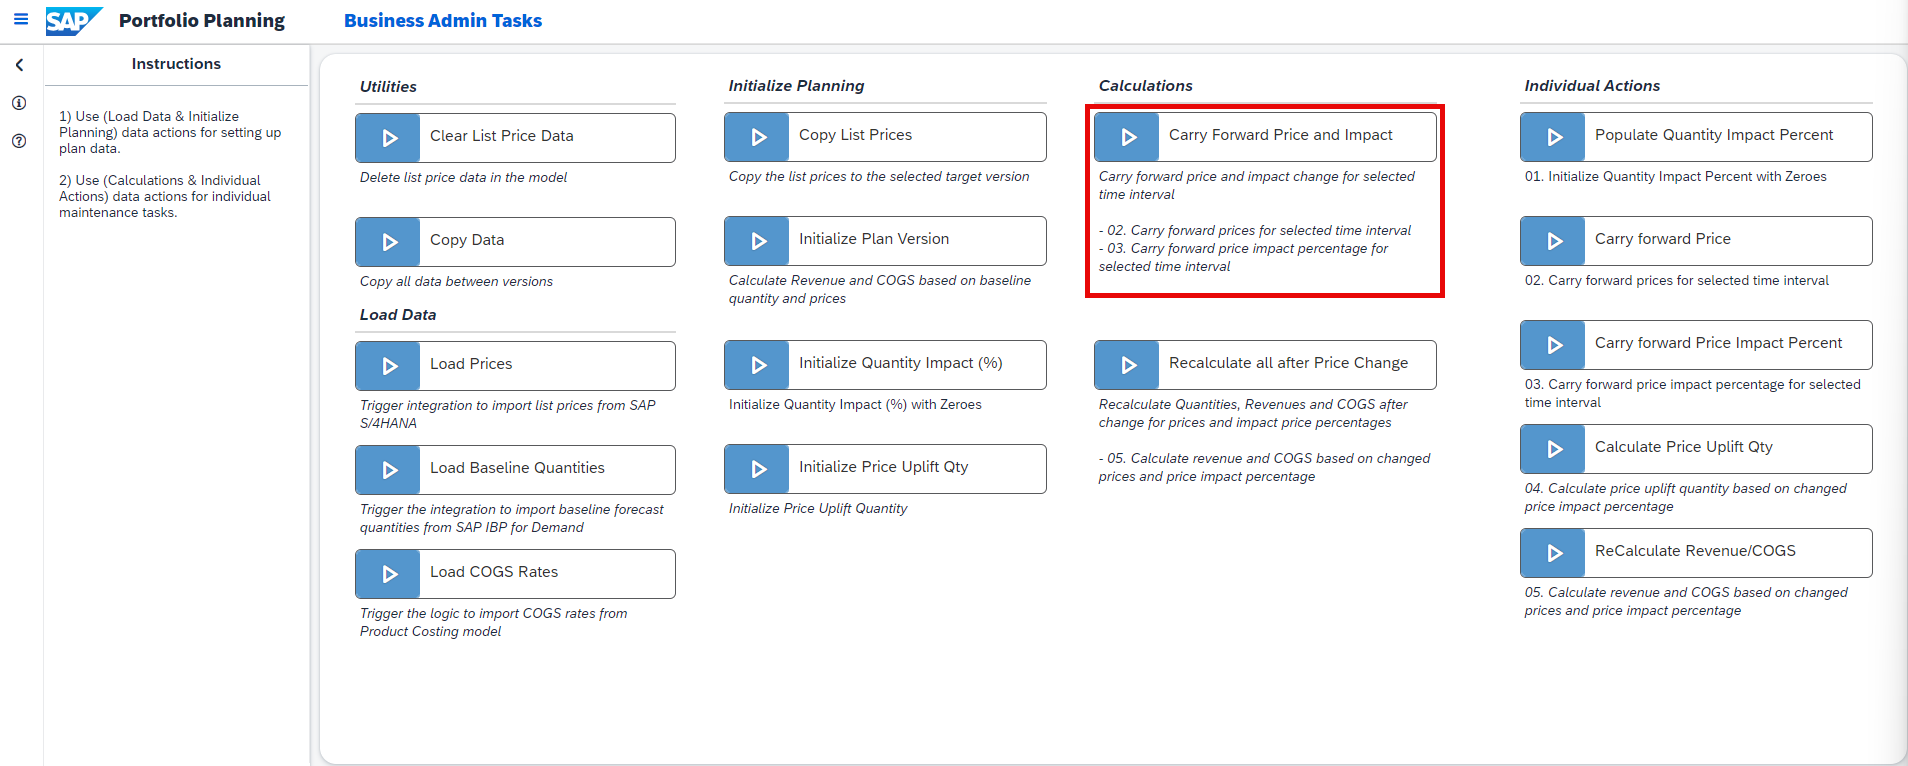 SAP Portfolio Planning Business Admin Tasks
Instructions
1) Use (Load Data & Initialize
Planning) data actions for setting up
plan data.
2) Use (Calculations & Individual
Actions) data actions for individual
maintenance tasks.
Utilities
Clear List Price Data
Delete list price data in the model
Copy Data
Copy all data between versions
Load Data
Load Prices
Trigger integration to import list prices from SAP
S/4HANA
Load Baseline Quantities
Trigger the integration to import baseline forecast
quantities from SAP IBP for Demand
Load COGS Rates
Trigger the logic to import COGS rates from
Product Costing model
Initialize Planning
Copy List Prices
Copy the list prices to the selected target version
Initialize Plan Version
Calculate Revenue and COGS based on baseline
quantity and prices
Initialize Quantity Impact (%)
Initialize Quantity Impact (%) with Zeroes
Initialize Price Uplift Qty
Initialize Price Uplift Quantity
Calculations
Carry Forward Price and Impact
Carry forward price and impact change for selected
time interval
- 02. Carry forward prices for selected time interval
- 03. Carry forward price impact percentage for
selected time interval
Recalculate all after Price Change
Recalculate Quantities, Revenues and COGS after
change for prices and impact price percentages
- 05. Calculate revenue and COGS based on changed
prices and price impact percentage
Individual Actions
Populate Quantity Impact Percent
01. Initialize Quantity Impact Percent with Zeroes
Carry forward Price
02. Carry forward prices for selected time interval
Carry forward Price Impact Percent
03. Carry forward price impact percentage for selected
time interval
Calculate Price Uplift Qty
04. Calculate price uplift quantity based on changed
price impact percentage
ReCalculate Revenue/COGS
05. Calculate revenue and COGS based on changed
prices and price impact percentage